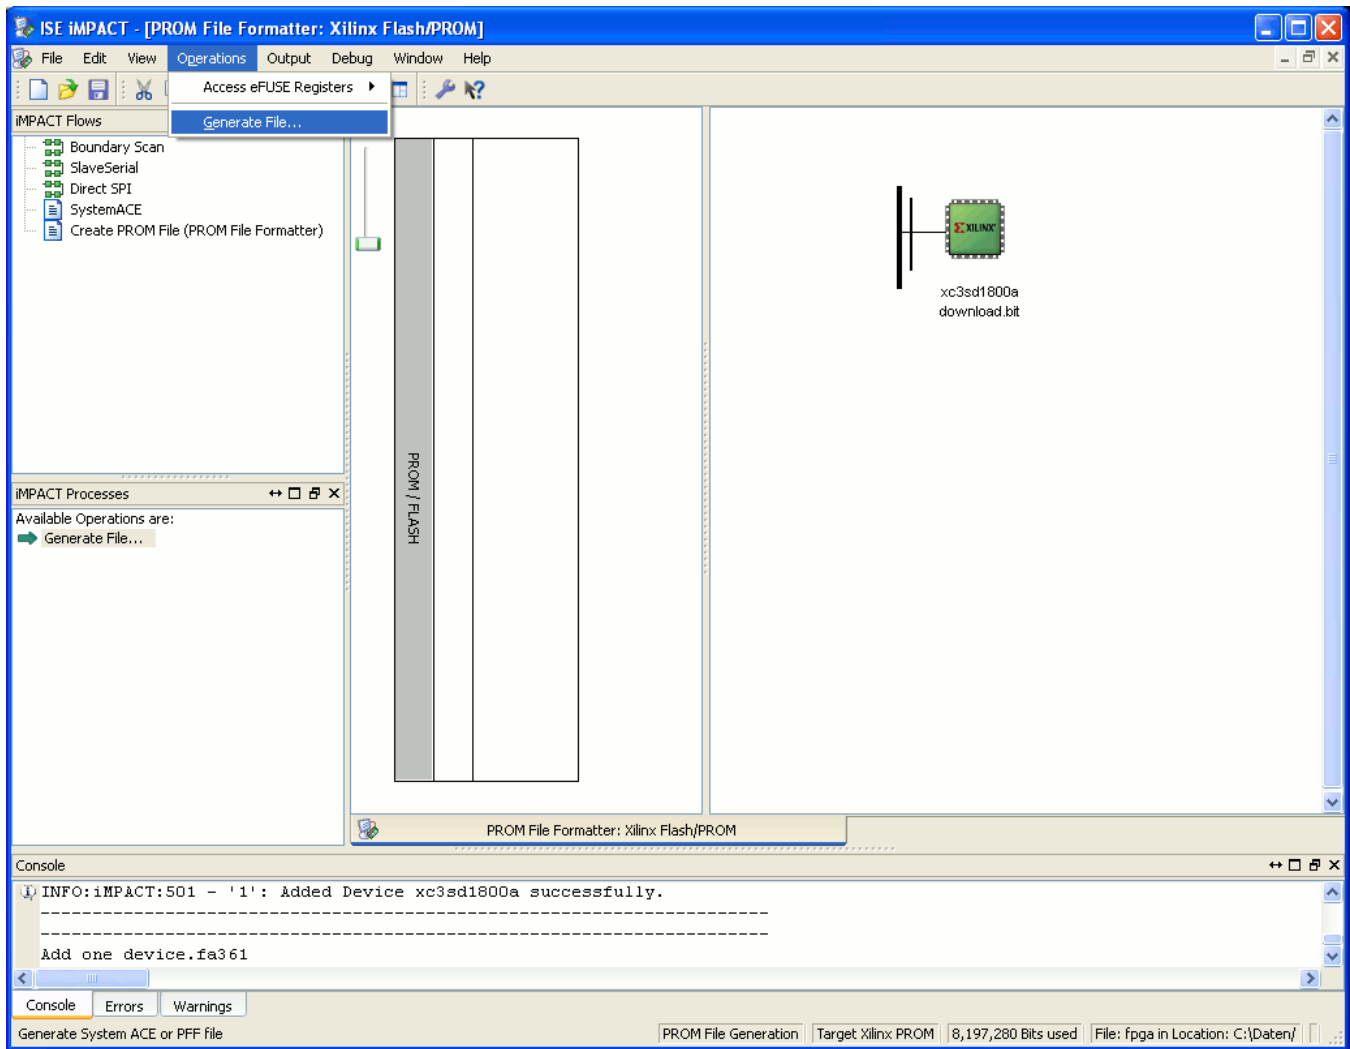 ISE iMPACT - [PROM File Formatter: Xilinx Flash/PROM]
File Edit View Operations Output Debug Window Help
Access eFUSE Registers
Generate File...
iMPACT Flows
Boundary Scan
SlaveSerial
Direct SPI
SystemACE
Create PROM File (PROM File Formatter)
iMPACT Processes
Available Operations are:
Generate File...
PROM / FLASH
XILINX
xc3sd1800a
download.bit
PROM File Formatter: Xilinx Flash/PROM
Console
INFO:iMPACT:501 - '1': Added Device xc3sd1800a successfully.
----------------------------------------------------------------------
----------------------------------------------------------------------
Add one device.fa361
Console Errors Warnings
Generate System ACE or PFF file PROM File Generation Target Xilinx PROM 8,197,280 Bits used File: fpga in Location: C:\Daten/